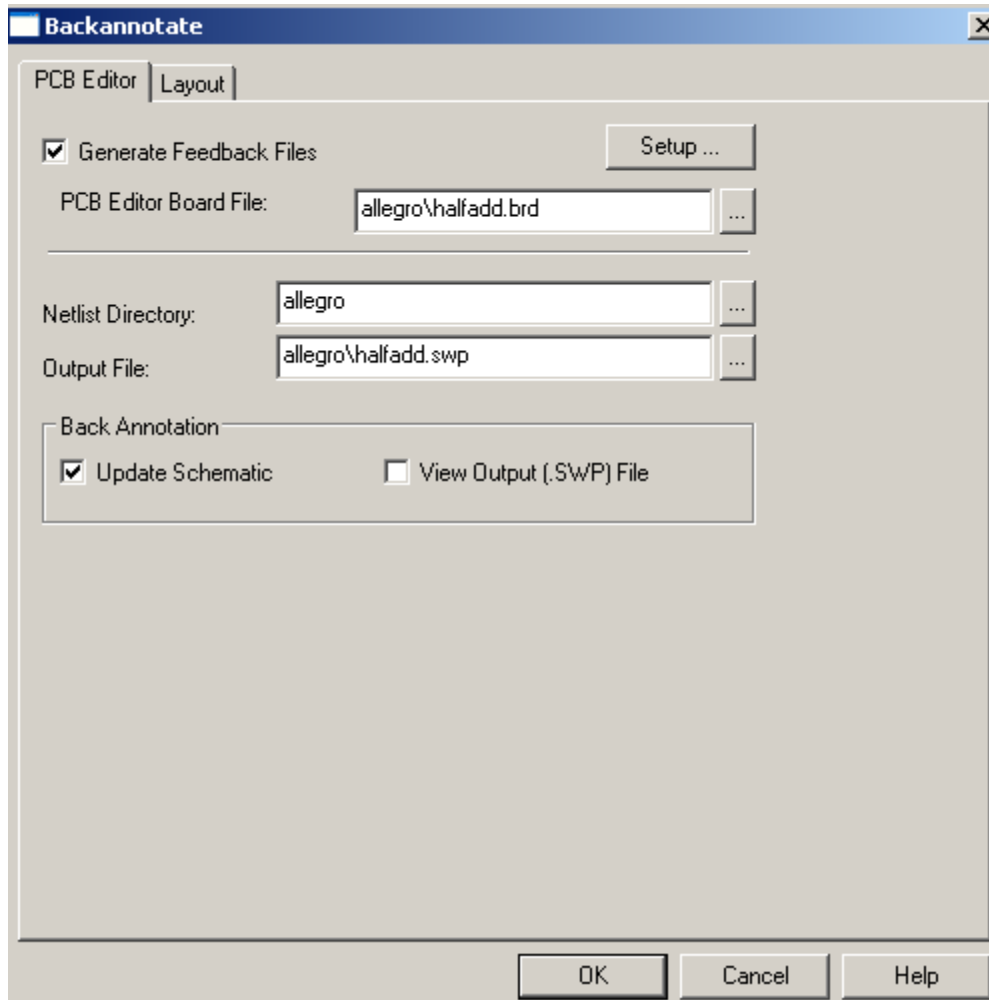 Backannotate
PCB Editor Layout
Generate Feedback Files Setup ...
PCB Editor Board File: allegro\halfadd.brd ...
Netlist Directory: allegro ...
Output File: allegro\halfadd.swp ...
Back Annotation
Update Schematic View Output (.SWP) File
OK Cancel Help